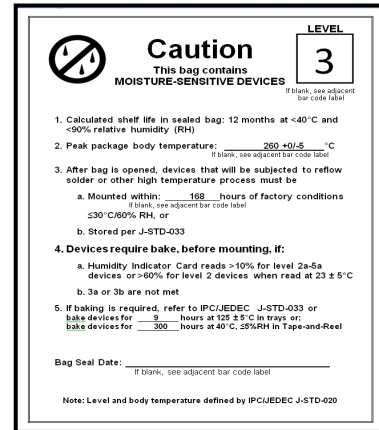 LEVEL
Caution
3
This bag contains
MOISTURE-SENSITIVE DEVICES
If blank, see adjacent
bar code label
1. Calculated shelf life in sealed bag: 12 months at <40°C and
<90% relative humidity (RH)
2. Peak package body temperature: 260 +0/-5 °C
If blank, see adjacent bar code label
3. After bag is opened, devices that will be subjected to reflow
solder or other high temperature process must be
a. Mounted within: 168 hours of factory conditions
If blank, see adjacent bar code label
≤30°C/60% RH, or
b. Stored per J-STD-033
4. Devices require bake, before mounting, if:
a. Humidity Indicator Card reads >10% for level 2a-5a
devices or >60% for level 2 devices when read at 23 ± 5°C
b. 3a or 3b are not met
5. If baking is required, refer to IPC/JEDEC J-STD-033 or
bake devices for 9 hours at 125 ± 5°C in trays or;
bake devices for 300 hours at 40°C, ≤5%RH in Tape-and-Reel
Bag Seal Date:
If blank, see adjacent bar code label
Note: Level and body temperature defined by IPC/JEDEC J-STD-020